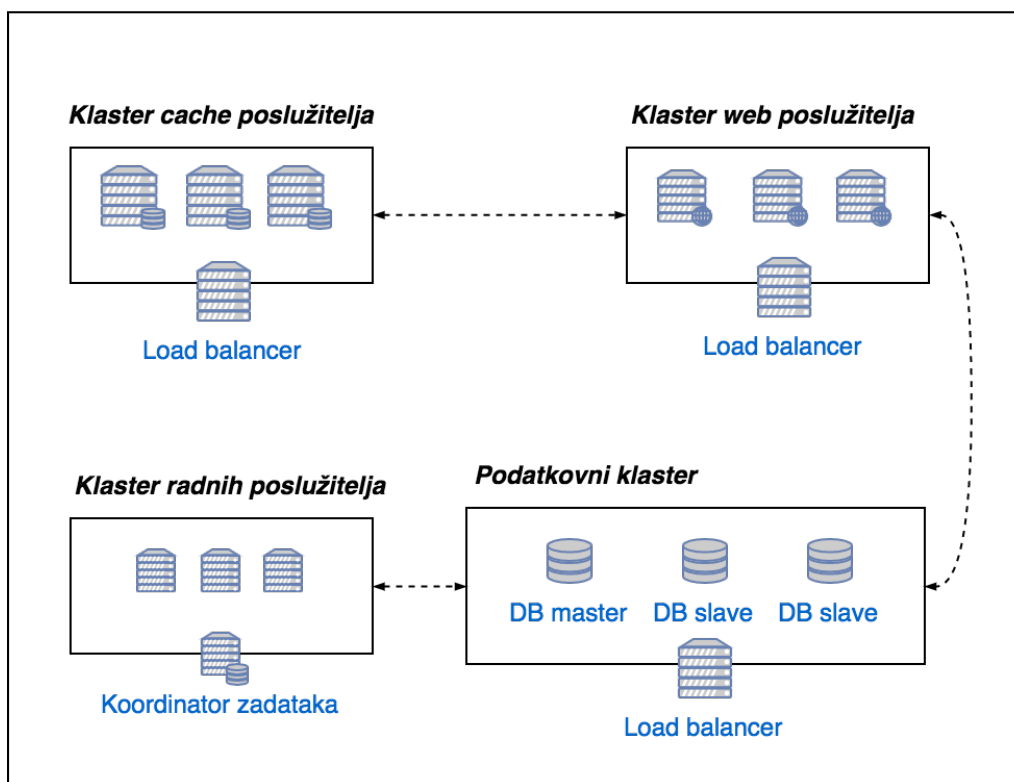 Klaster cache poslužitelja
Klaster web poslužitelja
Load balancer
Load balancer
Klaster radnih poslužitelja
Podatkovni klaster
DB master
DB slave
DB slave
Koordinator zadataka
Load balancer